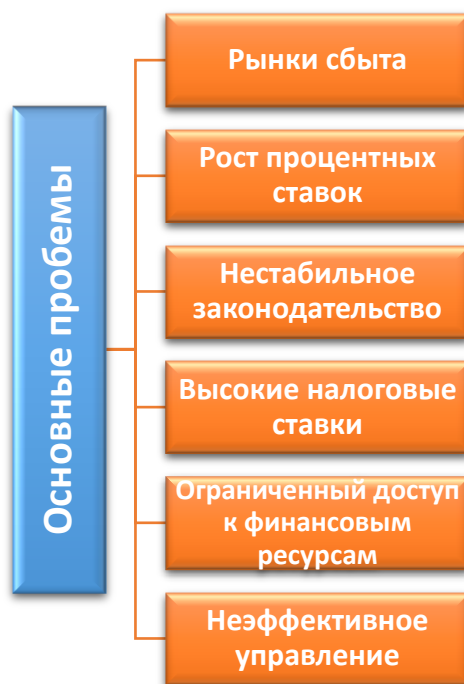 Основные пробемы
Рынки сбыта
Рост процентных
ставок
Нестабильное
законодательство
Высокие налоговые
ставки
Ограниченный доступ
к финансовым
ресурсам
Неэффективное
управление